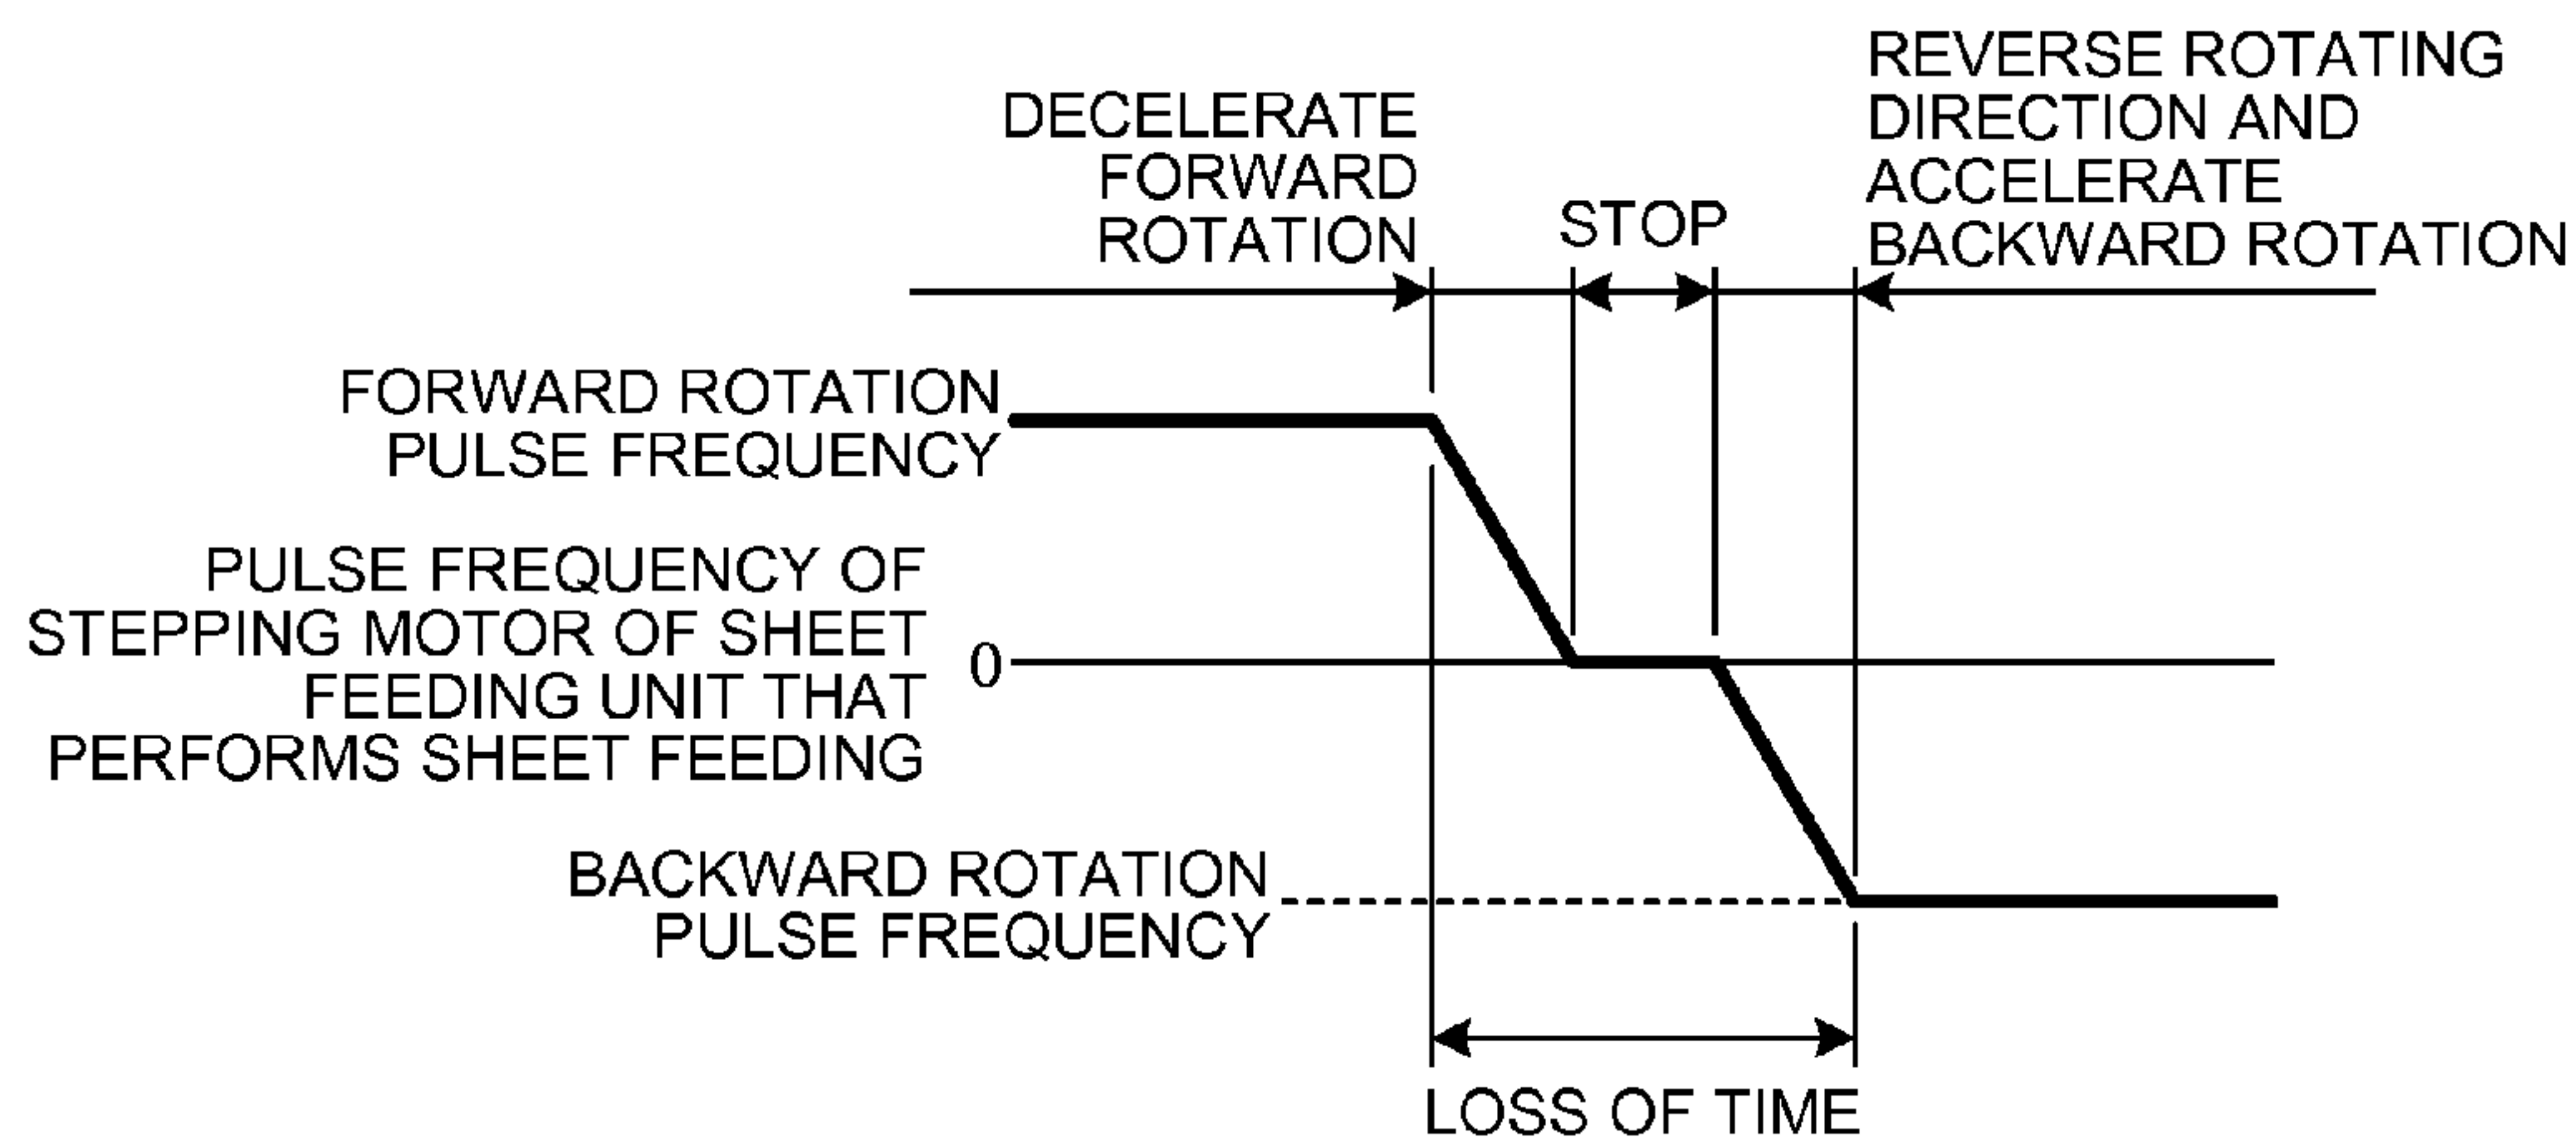 REVERSE ROTATING
DIRECTION AND
ACCELERATE
BACKWARD ROTATION
DECELERATE
FORWARD
ROTATION
STOP
FORWARD ROTATION
PULSE FREQUENCY
PULSE FREQUENCY OF
STEPPING MOTOR OF SHEET
FEEDING UNIT THAT
PERFORMS SHEET FEEDING
0
BACKWARD ROTATION
PULSE FREQUENCY
LOSS OF TIME